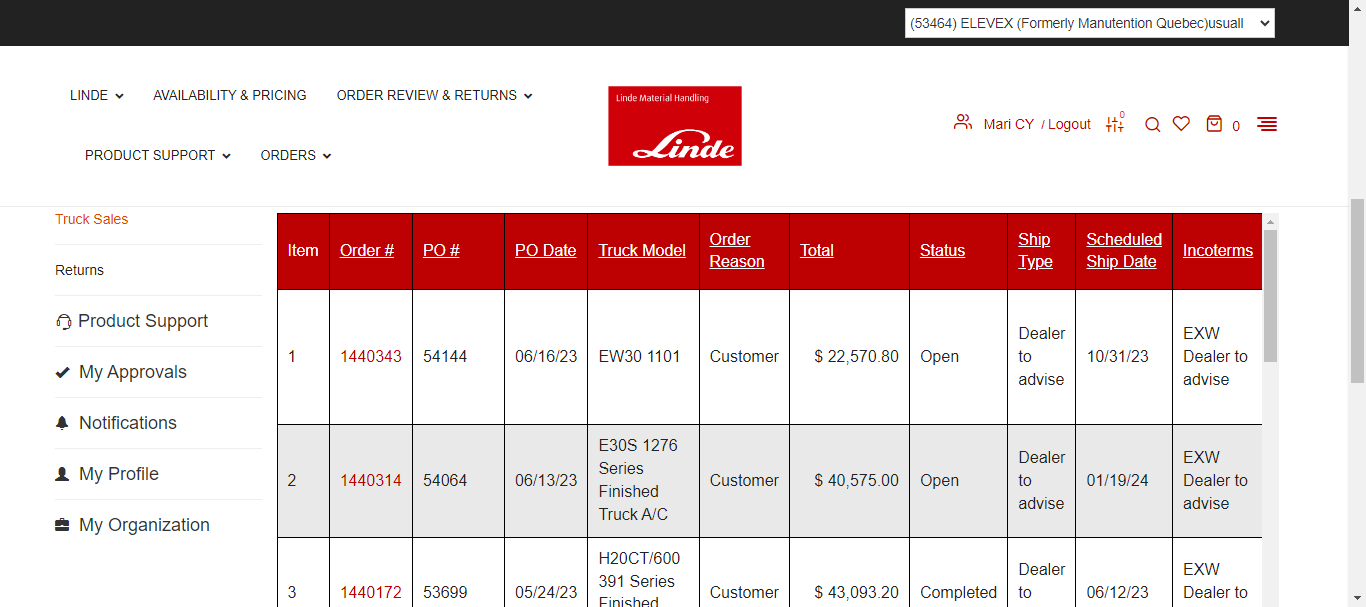 (53464) ELEVEX (Formerly Manutention Quebec)usuall
LINDE AVAILABILITY & PRICING ORDER REVIEW & RETURNS
PRODUCT SUPPORT ORDERS
Linde Material Handling
Linde
Mari CY / Logout 0 0
Truck Sales
Returns
Product Support
My Approvals
Notifications
My Profile
My Organization
Item Order # PO # PO Date Truck Model Order Reason Total Status Ship Type Scheduled Ship Date Incoterms
1 1440343 54144 06/16/23 EW30 1101 Customer $ 22,570.80 Open Dealer to advise 10/31/23 EXW Dealer to advise
2 1440314 54064 06/13/23 E30S 1276 Series Finished Truck A/C Customer $ 40,575.00 Open Dealer to advise 01/19/24 EXW Dealer to advise
3 1440172 53699 05/24/23 H20CT/600 391 Series Finished Customer $ 43,093.20 Completed Dealer to 06/12/23 EXW Dealer to